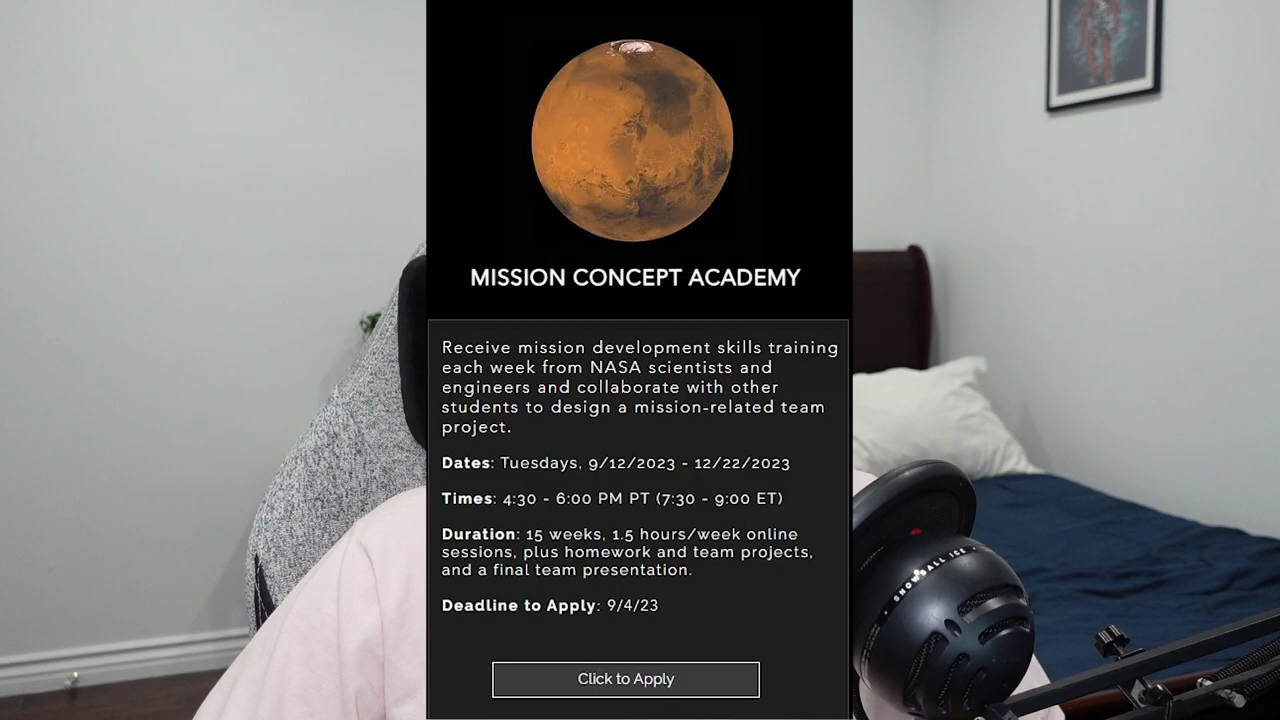 MISSION CONCEPT ACADEMY
Receive mission development skills training
each week from NASA scientists and
engineers and collaborate with other
students to design a mission-related team
project.
Dates: Tuesdays, 9/12/2023 - 12/22/2023
Times: 4:30 - 6:00 PM PT (7:30 - 9:00 ET)
Duration: 15 weeks, 1.5 hours/week online
sessions, plus homework and team projects,
and a final team presentation.
Deadline to Apply: 9/4/23
Click to Apply
SNOWBALL ICE